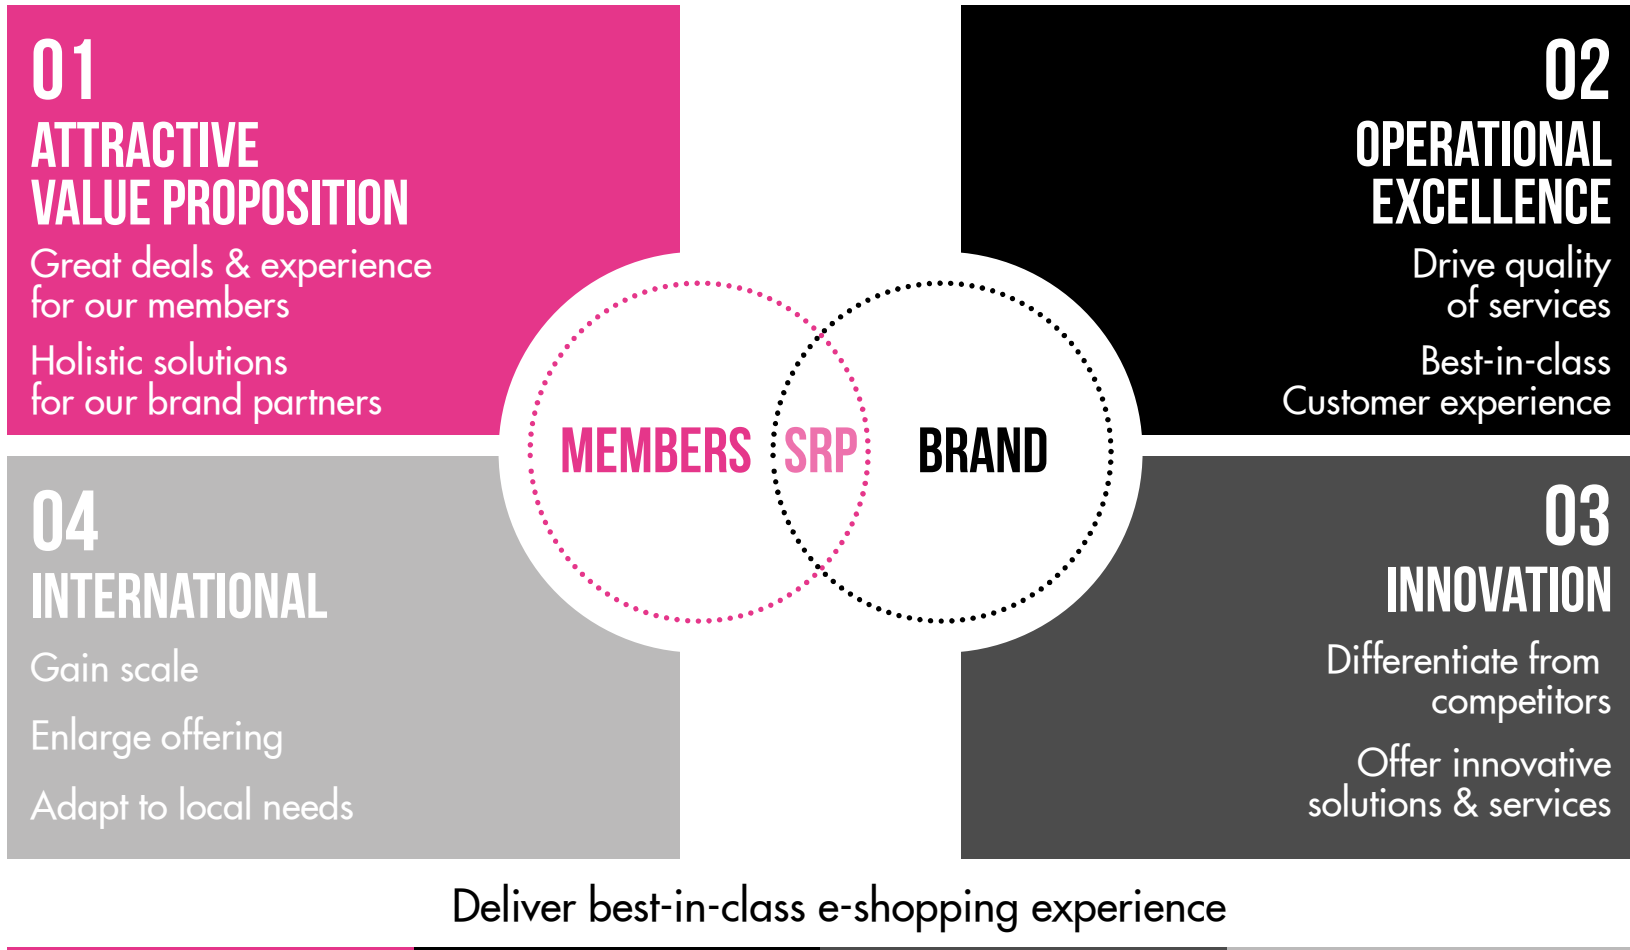 01
ATTRACTIVE
VALUE PROPOSITION
Great deals & experience
for our members
Holistic solutions
for our brand partners
02
OPERATIONAL
EXCELLENCE
Drive quality
of services
Best-in-class
Customer experience
MEMBERS SRP BRAND
04
INTERNATIONAL
Gain scale
Enlarge offering
Adapt to local needs
03
INNOVATION
Differentiate from
competitors
Offer innovative
solutions & services
Deliver best-in-class e-shopping experience